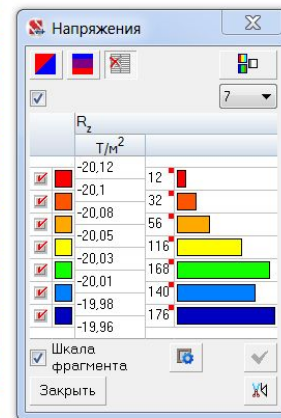 Напряжения
7
Rz
Т/м2
-20,12
12
-20,1
32
-20,08
56
-20,05
116
-20,03
168
-20,01
140
-19,98
176
-19,96
Шкала
фрагмента
Закрыть